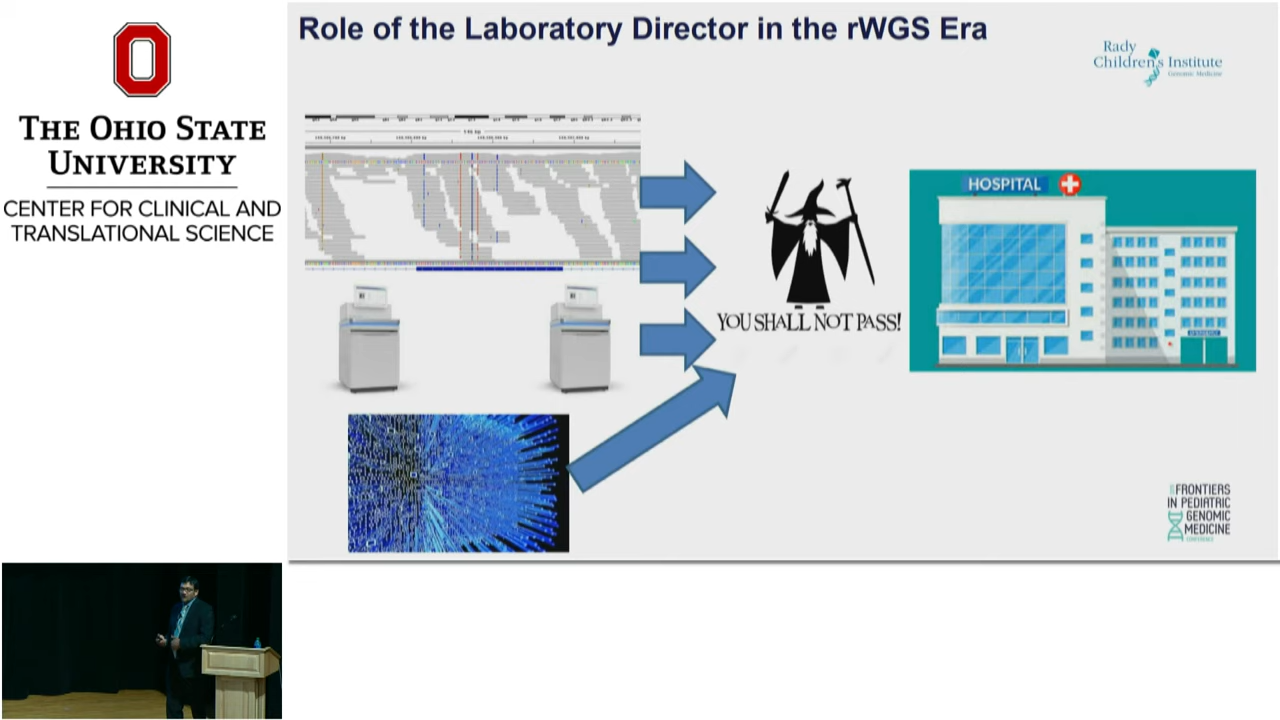 O
THE OHIO STATE
UNIVERSITY
CENTER FOR CLINICAL AND
TRANSLATIONAL SCIENCE
Role of the Laboratory Director in the rWGS Era
Rady
Children's Institute
Genomic Medicine
HOSPITAL
YOU SHALL NOT PASS!
FRONTIERS
IN PEDIATRIC
GENOMIC
MEDICINE
CONFERENCE